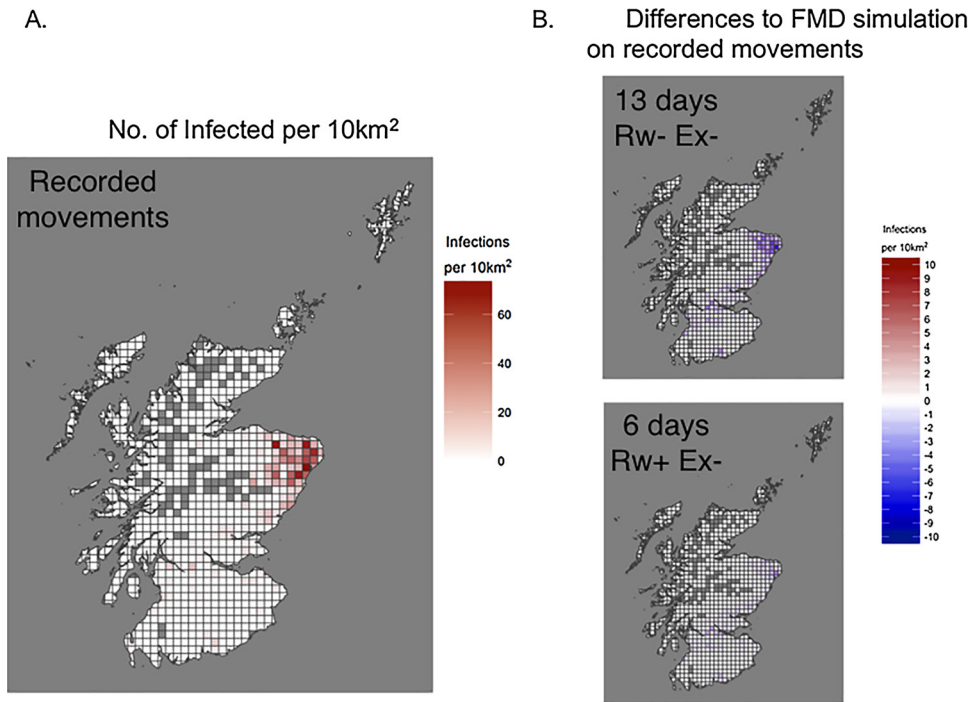 A.
No. of Infected per 10km²
Recorded
movements
Infections
per 10km²
60
40
20
0
B.
Differences to FMD simulation
on recorded movements
13 days
Rw- Ex-
6 days
Rw+ Ex-
Infections
per 10km²
10
9
8
7
6
5
4
3
2
1
0
-1
-2
-3
-4
-5
-6
-7
-8
-9
-10